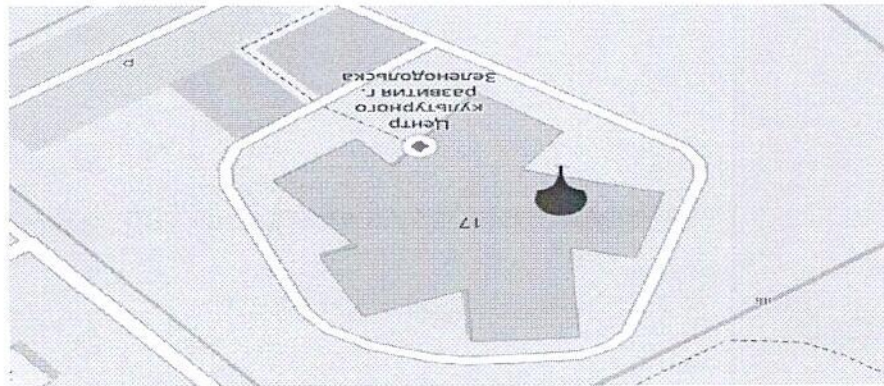 17
Центр
культурного
развития г.
Зеленодольска